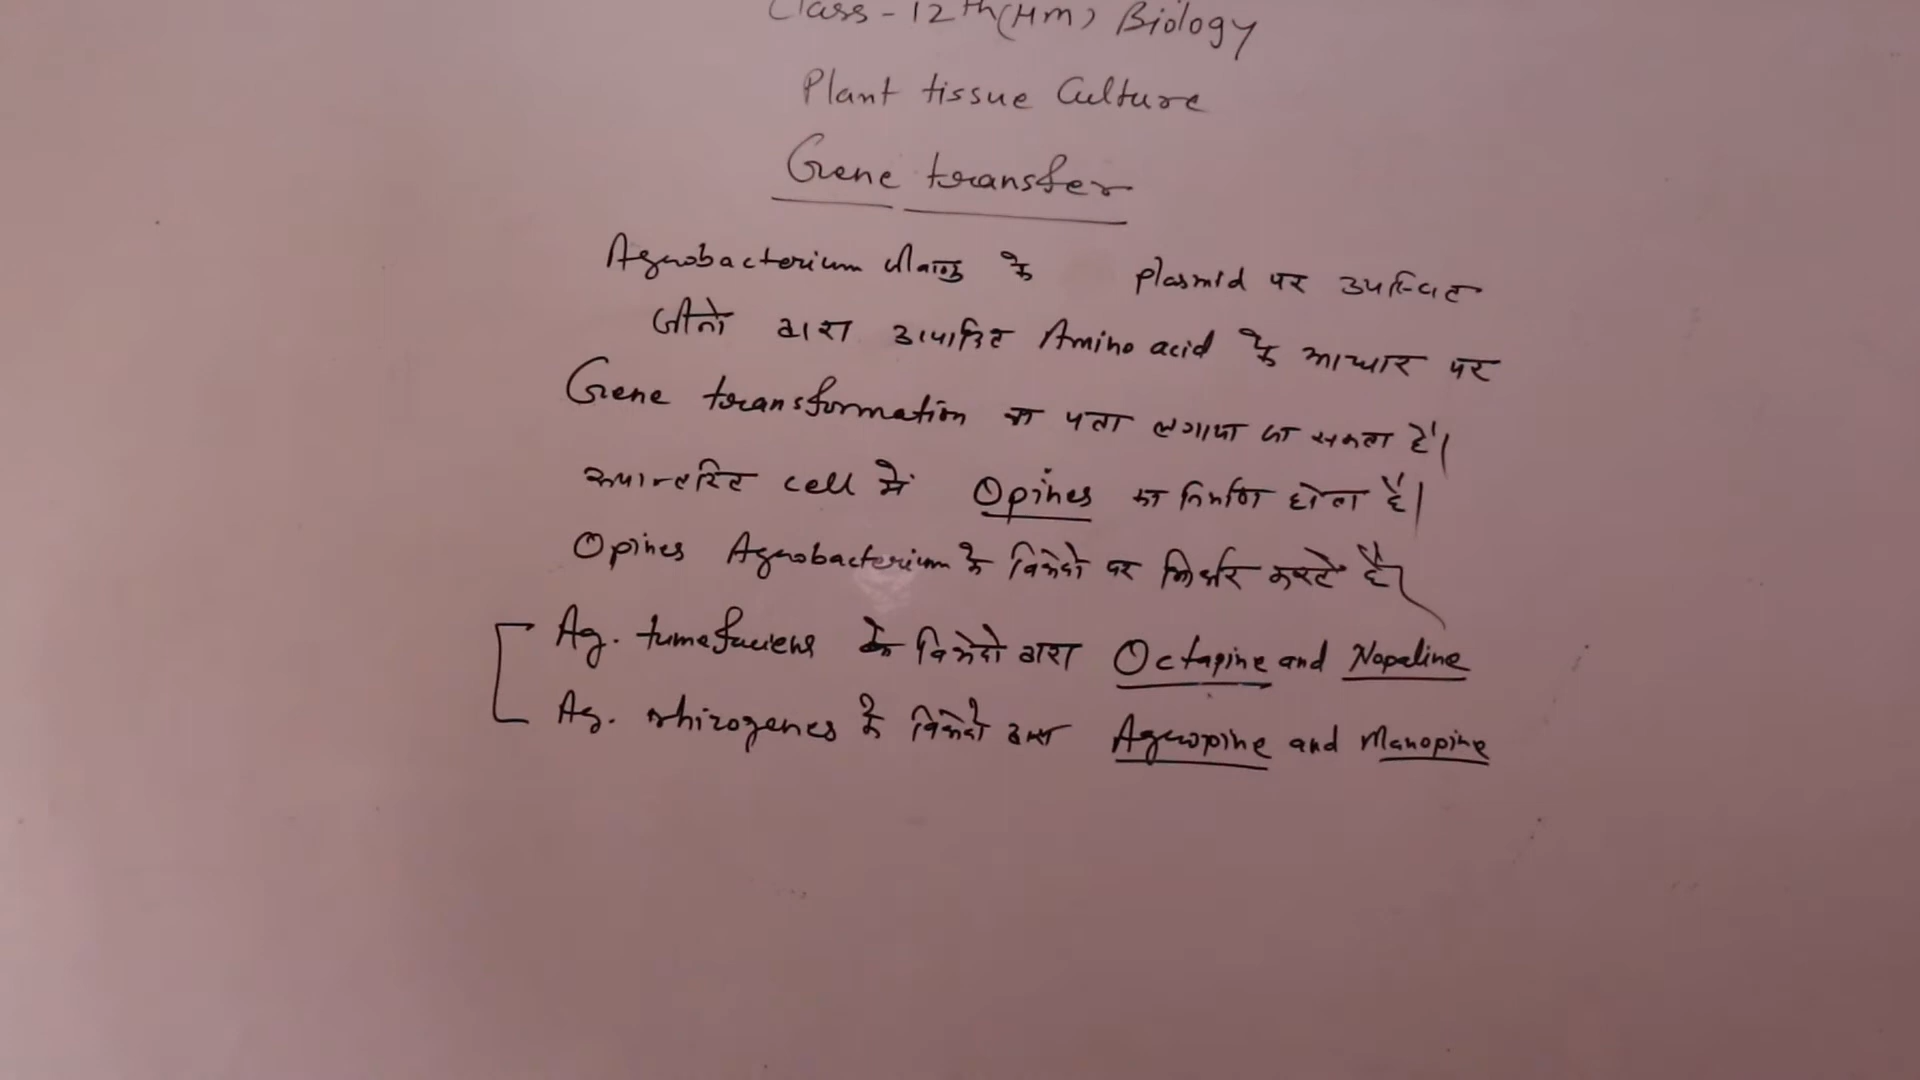 Class - 12th (HM) Biology
Plant tissue Culture
Gene transfer
Agrobacterium जीवाणु के plasmid पर उपस्थित
जीनो द्वारा उत्पादित Amino acid के आधार पर
Gene transformation का पता लगाया जा सकता है।
रूपान्तरित cell में Opines का निर्माण होता है।
Opines Agrobacterium के विभेदो पर निर्भर करते है
Ag. tumefaciens के विभेदो द्वारा Octapine and Nopaline
Ag. rhizogenes के विभेदो द्वारा Agropine and Manopine